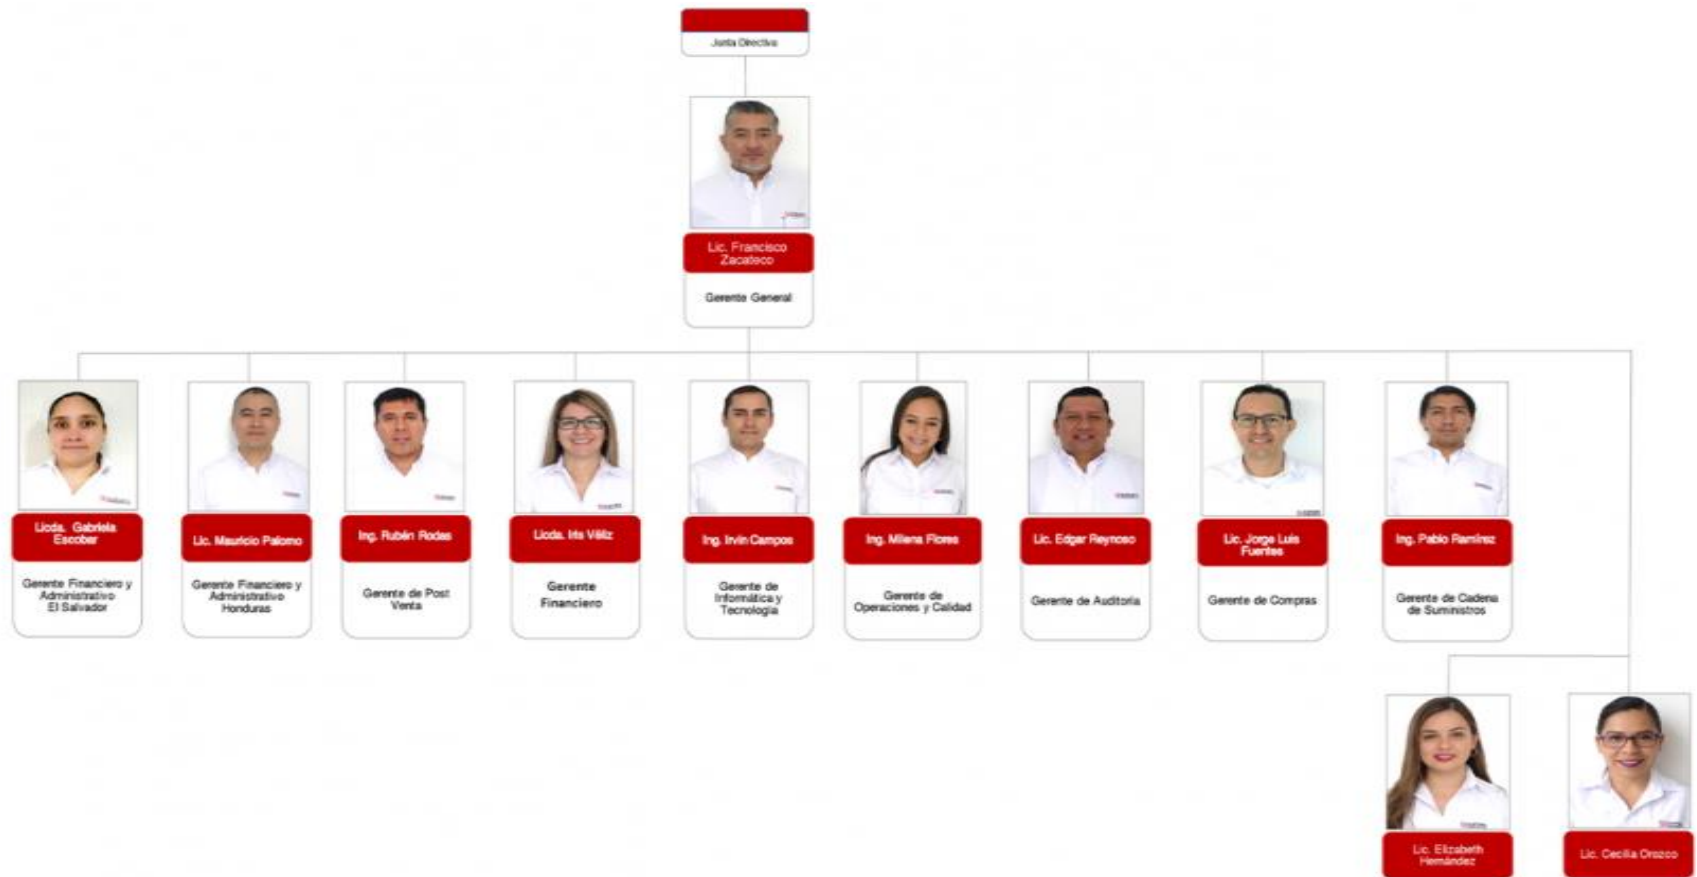 Junta Directiva
Lic. Francisco
Zacateco
Gerente General
Licda. Gabriela
Escobar
Gerente Financiero y
Administrativo
El Salvador
Lic. Mauricio Palomo
Gerente Financiero y
Administrativo
Honduras
Ing. Rubén Rodas
Gerente de Post
Venta
Licda. Iris Véliz
Gerente
Financiero
Ing. Irvin Campos
Gerente de
Informática y
Tecnología
Ing. Milena Flores
Gerente de
Operaciones y Calidad
Lic. Edgar Reynoso
Gerente de Auditoria
Lic. Jorge Luis
Fuentes
Gerente de Compras
Ing. Pablo Ramírez
Gerente de Cadena
de Suministros
Lic. Elizabeth
Hernández
Lic. Cecilia Orozco